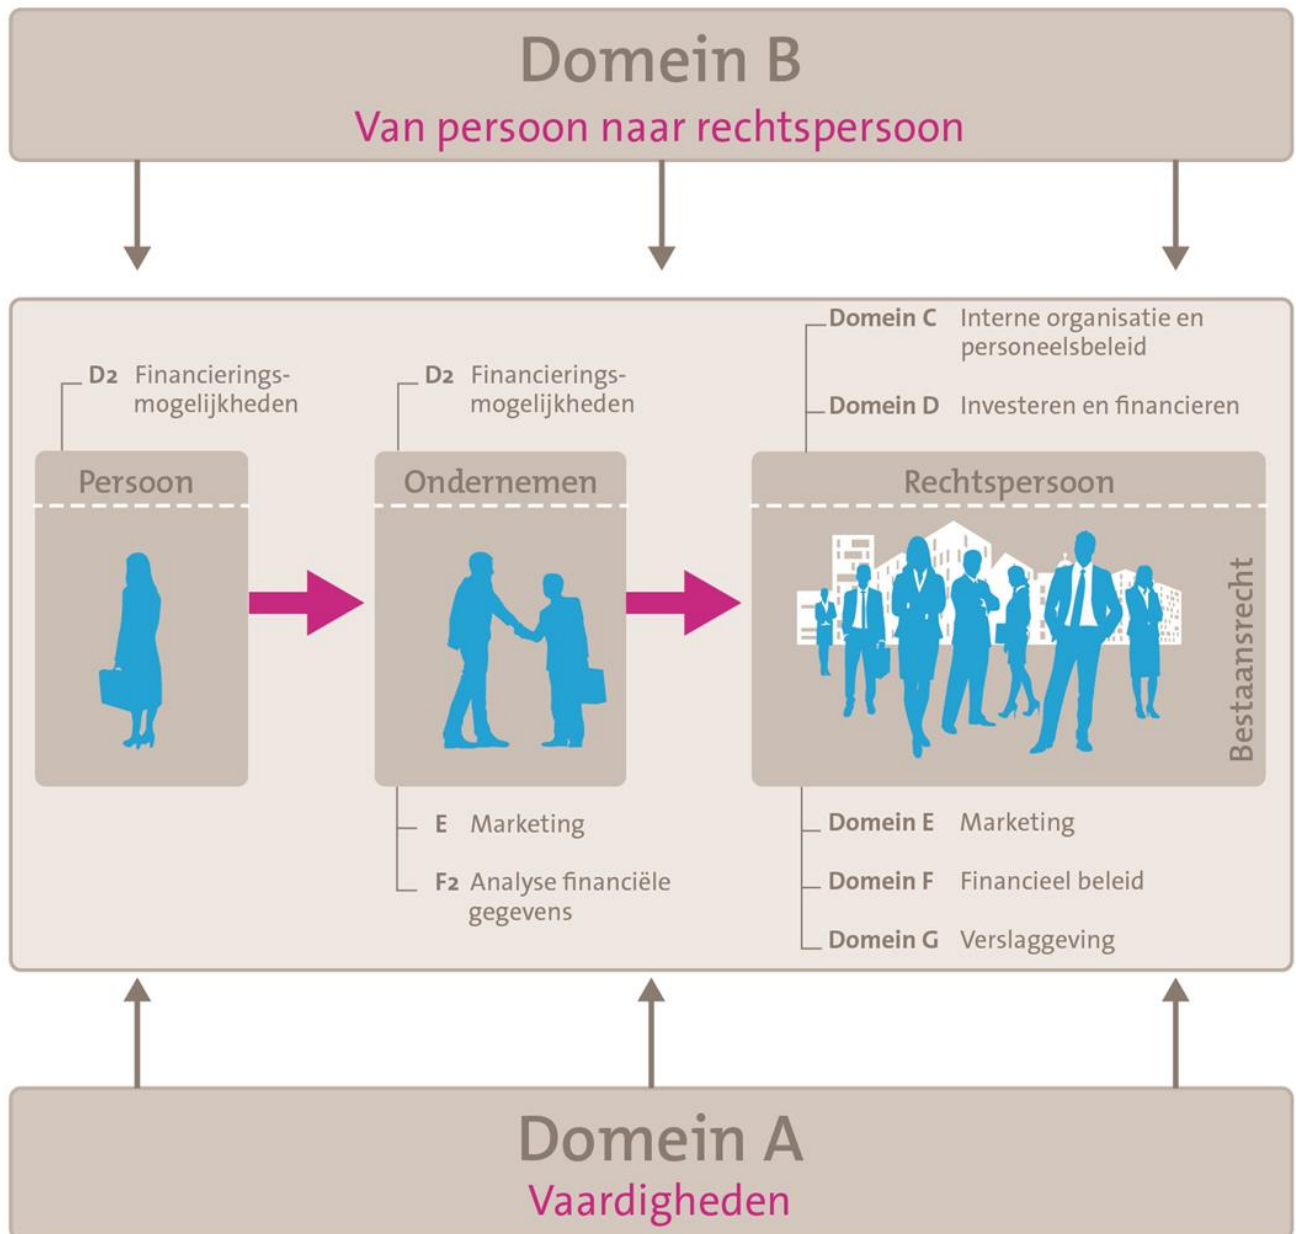 Domein B
Van persoon naar rechtspersoon
D2 Financierings-
mogelijkheden
D2 Financierings-
mogelijkheden
Domein C Interne organisatie en
personeelsbeleid
Domein D Investeren en financieren
Persoon
Ondernemen
Rechtspersoon
Bestaansrecht
E Marketing
F2 Analyse financiële
gegevens
Domein E Marketing
Domein F Financieel beleid
Domein G Verslaggeving
Domein A
Vaardigheden